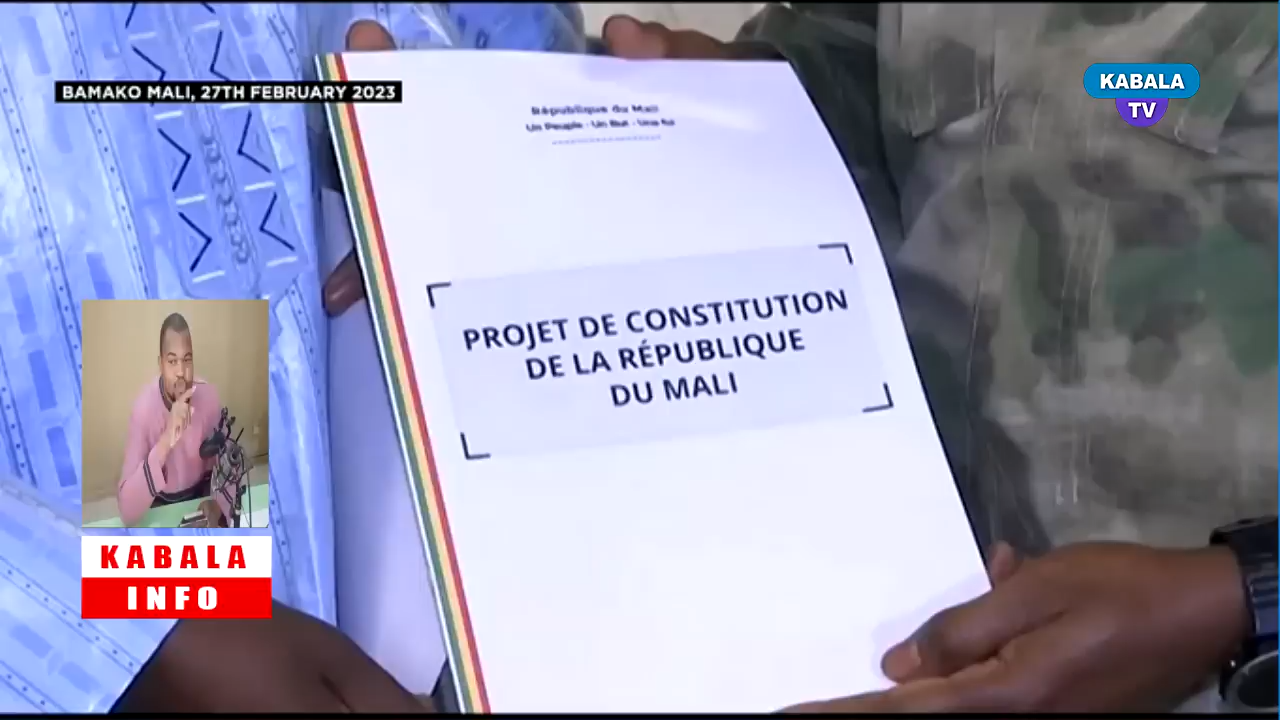 BAMAKO MALI, 27TH FEBRUARY 2023
KABALA
TV
République du Mali
Un Peuple - Un But - Une foi
PROJET DE CONSTITUTION
DE LA RÉPUBLIQUE
DU MALI
KABALA
INFO